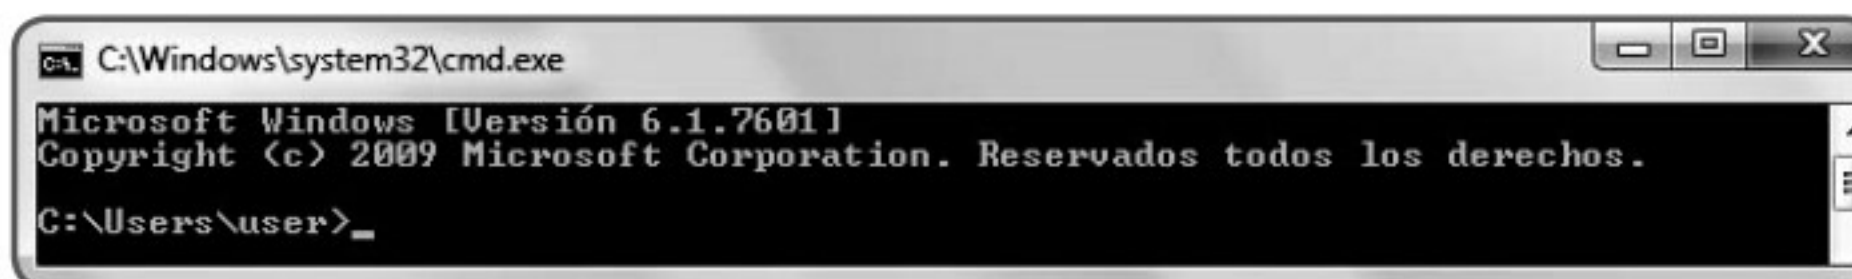 C:\Windows\system32\cmd.exe
Microsoft Windows [Versión 6.1.7601]
Copyright (c) 2009 Microsoft Corporation. Reservados todos los derechos.
C:\Users\user>_